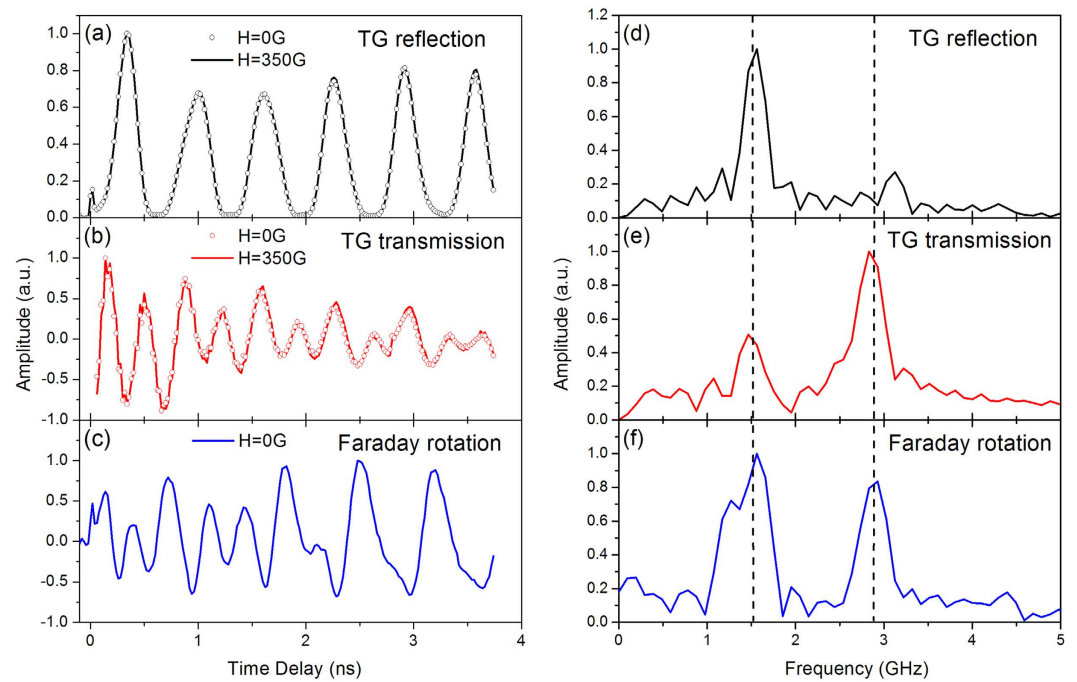 (a)
H=0G
H=350G
TG reflection
1.0
0.8
0.6
0.4
0.2
0.0
(b)
H=0G
H=350G
TG transmission
1.0
0.5
0.0
-0.5
-1.0
Amplitude (a.u.)
(c)
H=0G
Faraday rotation
1.0
0.5
0.0
-0.5
-1.0
0 1 2 3 4
Time Delay (ns)
(d)
TG reflection
1.2
1.0
0.8
0.6
0.4
0.2
0.0
(e)
TG transmission
1.0
0.8
0.6
0.4
0.2
0.0
Amplitude (a.u.)
(f)
Faraday rotation
1.0
0.8
0.6
0.4
0.2
0.0
0 1 2 3 4 5
Frequency (GHz)